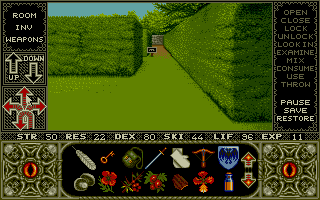 ROOM
INV
WEAPONS
UP
DOWN
OPEN
CLOSE
LOCK
UNLOCK
LOOK IN
EXAMINE
MIX
CONSUME
USE
THROW
PAUSE
SAVE
RESTORE
STR 50 RES 22 DEX 80 SKI 44 LIF 96 EXP 11